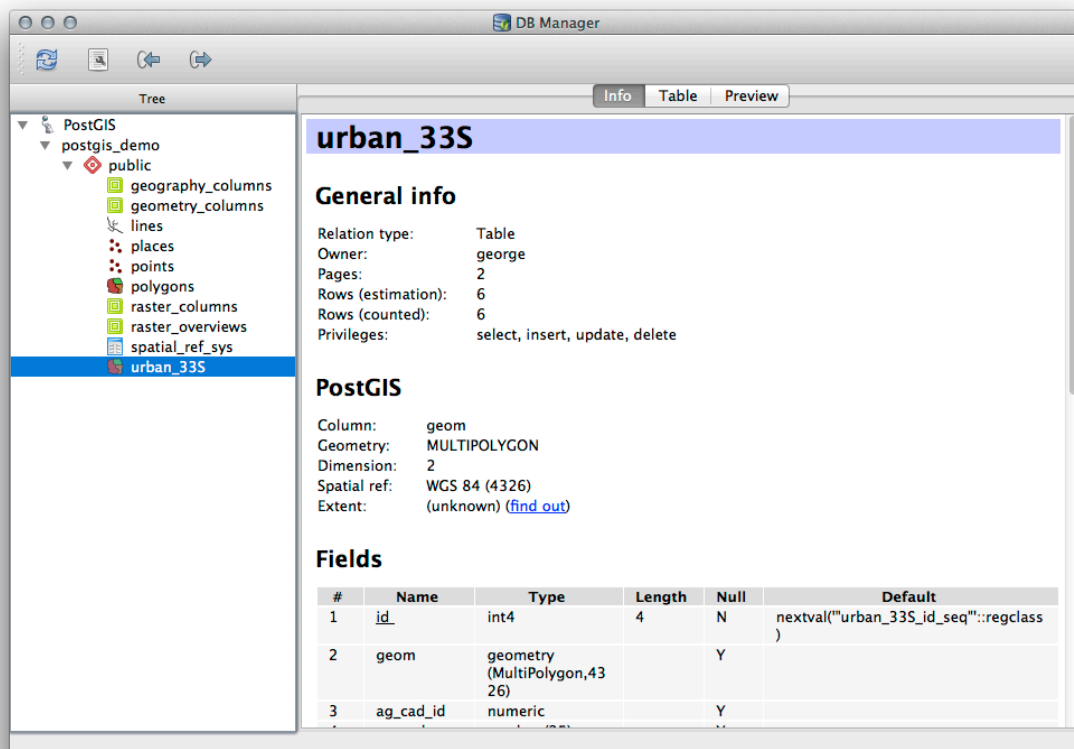 DB Manager
Tree
Info Table Preview
PostGIS
postgis_demo
public
geography_columns
geometry_columns
lines
places
points
polygons
raster_columns
raster_overviews
spatial_ref_sys
urban_33S
urban_33S
General info
Relation type: Table
Owner: george
Pages: 2
Rows (estimation): 6
Rows (counted): 6
Privileges: select, insert, update, delete
PostGIS
Column: geom
Geometry: MULTIPOLYGON
Dimension: 2
Spatial ref: WGS 84 (4326)
Extent: (unknown) (find out)
Fields
# Name Type Length Null Default
1 id int4 4 N nextval('"urban_33S_id_seq"'::regclass
)
2 geom geometry Y
(MultiPolygon,43
26)
3 ag_cad_id numeric Y